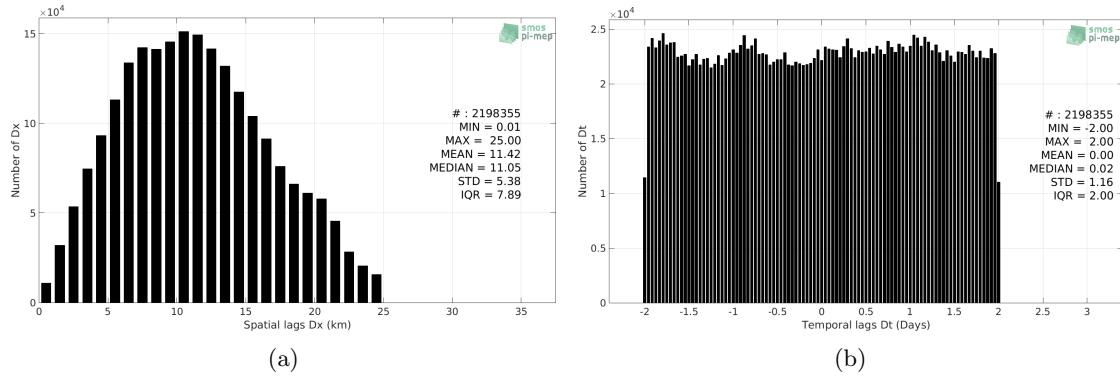 ×10⁴
15
10
5
0
Number of Dx
0 5 10 15 20 25 30 35
Spatial lags Dx (km)
smos
pi-mep
# : 2198355
MIN = 0.01
MAX = 25.00
MEAN = 11.42
MEDIAN = 11.05
STD = 5.38
IQR = 7.89
(a)
×10⁴
2.5
2
1.5
1
0.5
0
Number of Dt
-2 -1.5 -1 -0.5 0 0.5 1 1.5 2 2.5 3
Temporal lags Dt (Days)
smos
pi-mep
# : 2198355
MIN = -2.00
MAX = 2.00
MEAN = 0.00
MEDIAN = 0.02
STD = 1.16
IQR = 2.00
(b)